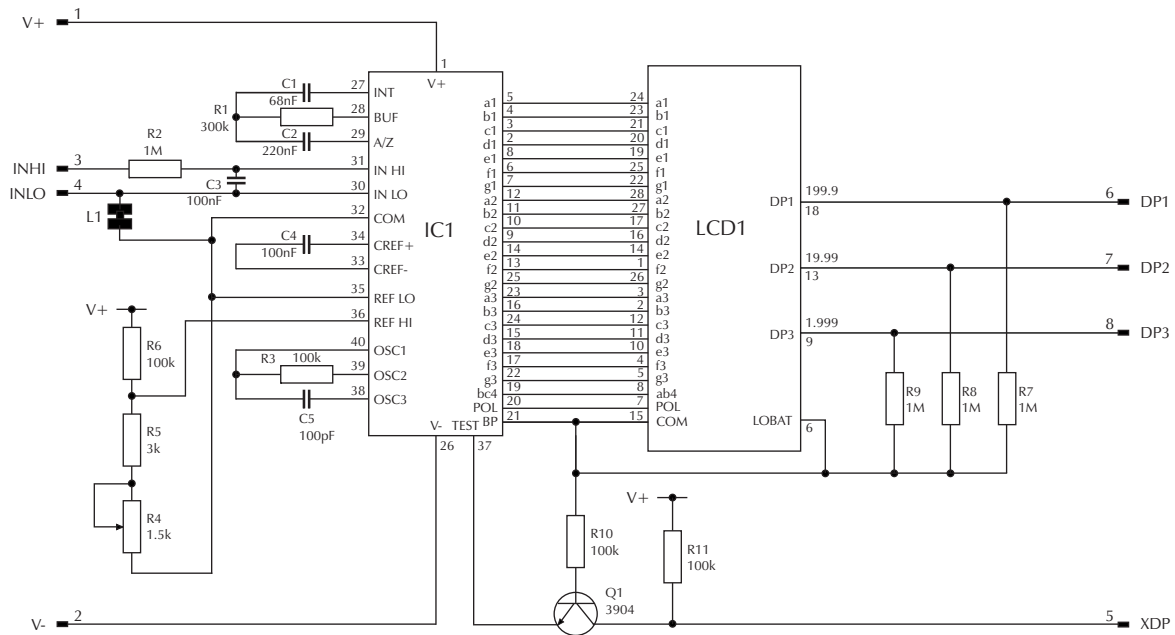 V+ 1
1
V+
C1 27 INT
68nF
R1 28 BUF
300k
C2 29 A/Z
220nF
R2
1M
INHI 3
31 IN HI
INLO 4
C3
100nF
30 IN LO
L1
32 COM
IC1
34 CREF+
C4
100nF
33 CREF-
35 REF LO
V+
36 REF HI
R6
100k
40 OSC1
R3 100k 39 OSC2
38 OSC3
C5
100pF
R5
3k
R4
1.5k
V- TEST
26 37
a1 5 24 a1
b1 4 23 b1
c1 3 21 c1
d1 2 20 d1
e1 8 19 e1
f1 6 25 f1
g1 7 22 g1
a2 12 28 a2
b2 11 27 b2
c2 10 17 c2
d2 9 16 d2
e2 14 14 e2
f2 13 1 f2
g2 25 26 g2
a3 23 3 a3
b3 16 2 b3
c3 24 12 c3
d3 15 11 d3
e3 18 10 e3
f3 17 4 f3
g3 22 5 g3
bc4 19 8 ab4
POL 20 7 POL
BP 21 15 COM
LCD1
DP1 199.9
18
6 DP1
DP2 19.99
13
7 DP2
DP3 1.999
9
8 DP3
R9
1M
R8
1M
R7
1M
LOBAT
6
V+
R10
100k
R11
100k
Q1
3904
V- 2
5 XDP